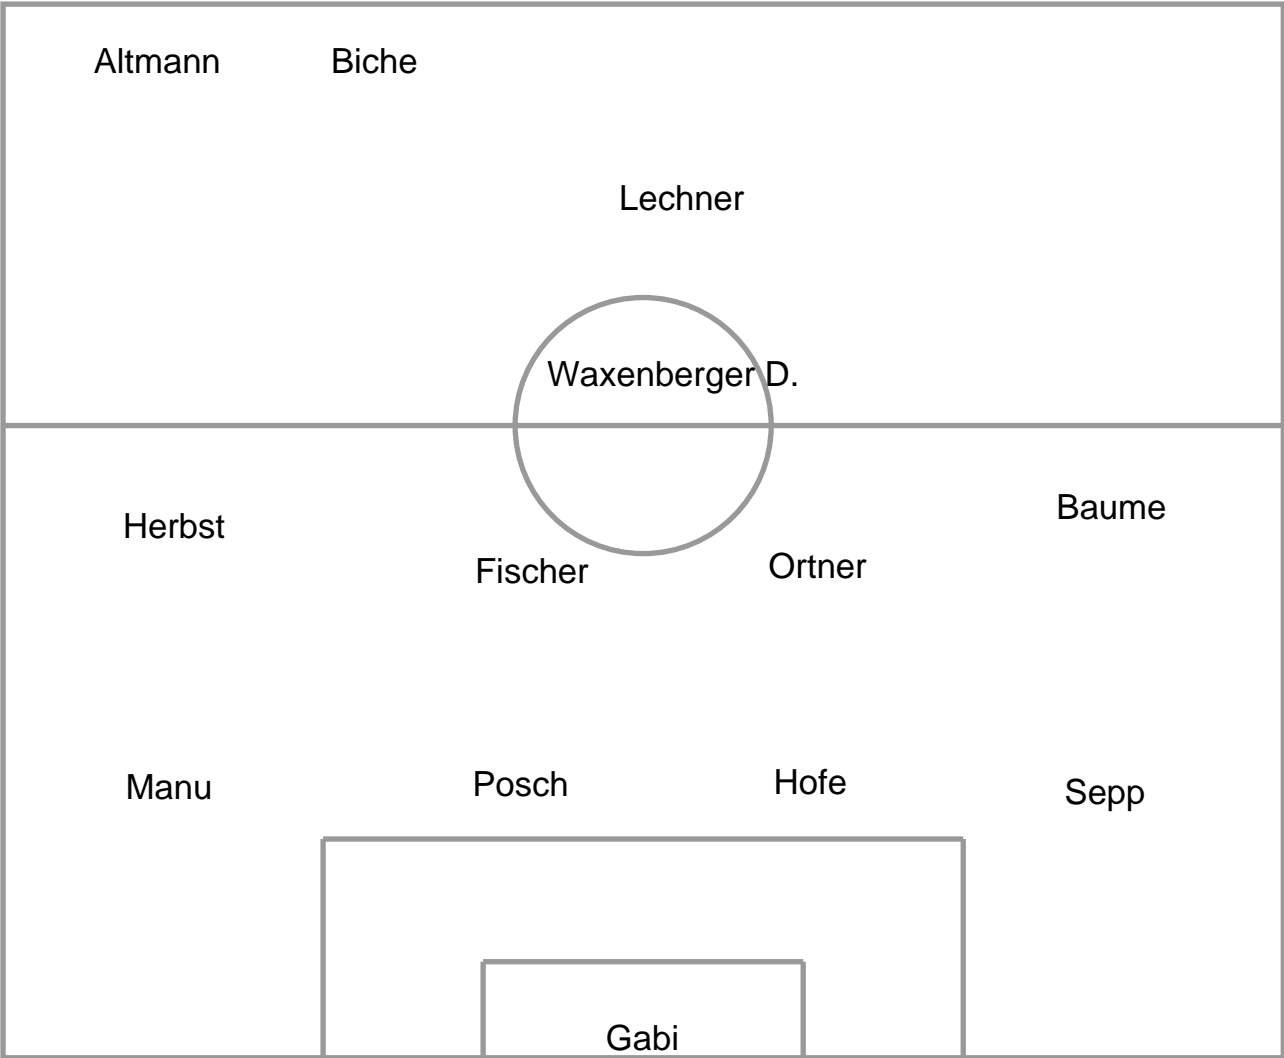 Altmann Biche
Lechner
Waxenberger D.
Herbst Baume
Fischer Ortner
Manu Posch Hofe Sepp
Gabi